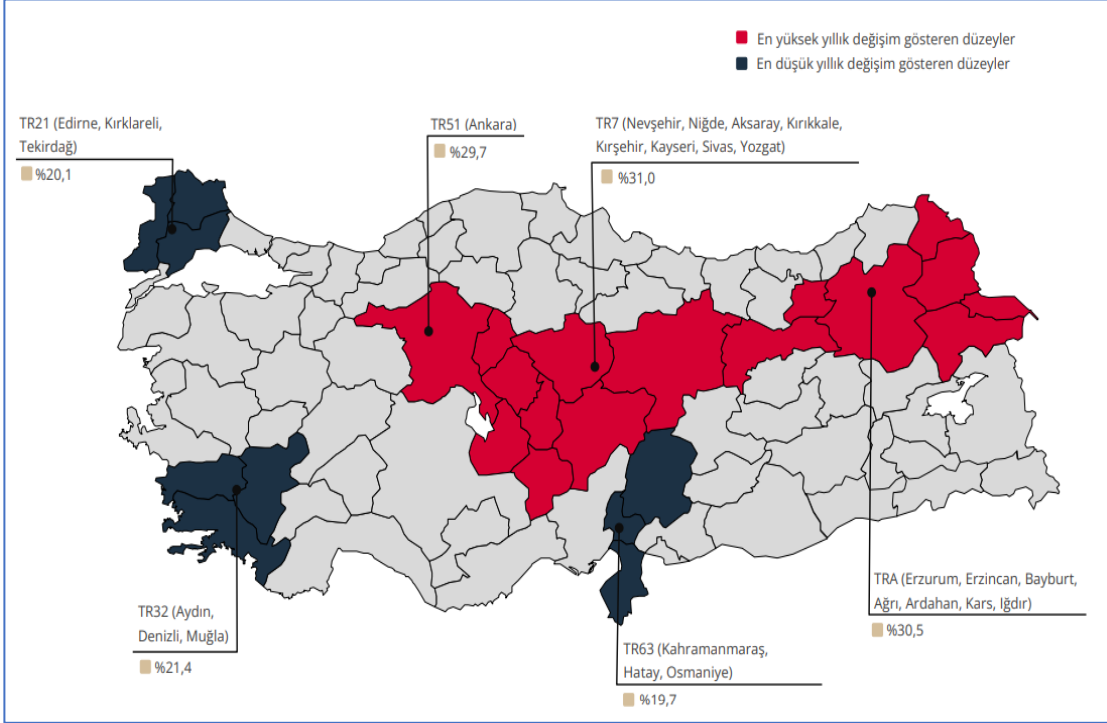 En yüksek yıllık değişim gösteren düzeyler
En düşük yıllık değişim gösteren düzeyler
TR21 (Edirne, Kırklareli,
Tekirdağ)
%20,1
TR51 (Ankara)
%29,7
TR7 (Nevşehir, Niğde, Aksaray, Kırıkkale,
Kırşehir, Kayseri, Sivas, Yozgat)
%31,0
TR32 (Aydın,
Denizli, Muğla)
%21,4
TR63 (Kahramanmaraş,
Hatay, Osmaniye)
%19,7
TRA (Erzurum, Erzincan, Bayburt,
Ağrı, Ardahan, Kars, Iğdır)
%30,5